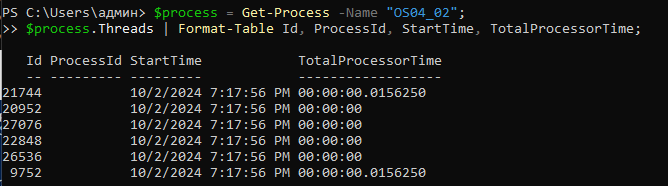 PS C:\Users\админ> $process = Get-Process -Name "OS04_02";
>> $process.Threads | Format-Table Id, ProcessId, StartTime, TotalProcessorTime;
   Id ProcessId StartTime            TotalProcessorTime
   -- --------- ---------            ------------------
21744           10/2/2024 7:17:56 PM 00:00:00.0156250
20952           10/2/2024 7:17:56 PM 00:00:00
27076           10/2/2024 7:17:56 PM 00:00:00
22848           10/2/2024 7:17:56 PM 00:00:00
26536           10/2/2024 7:17:56 PM 00:00:00
 9752           10/2/2024 7:17:56 PM 00:00:00.0156250